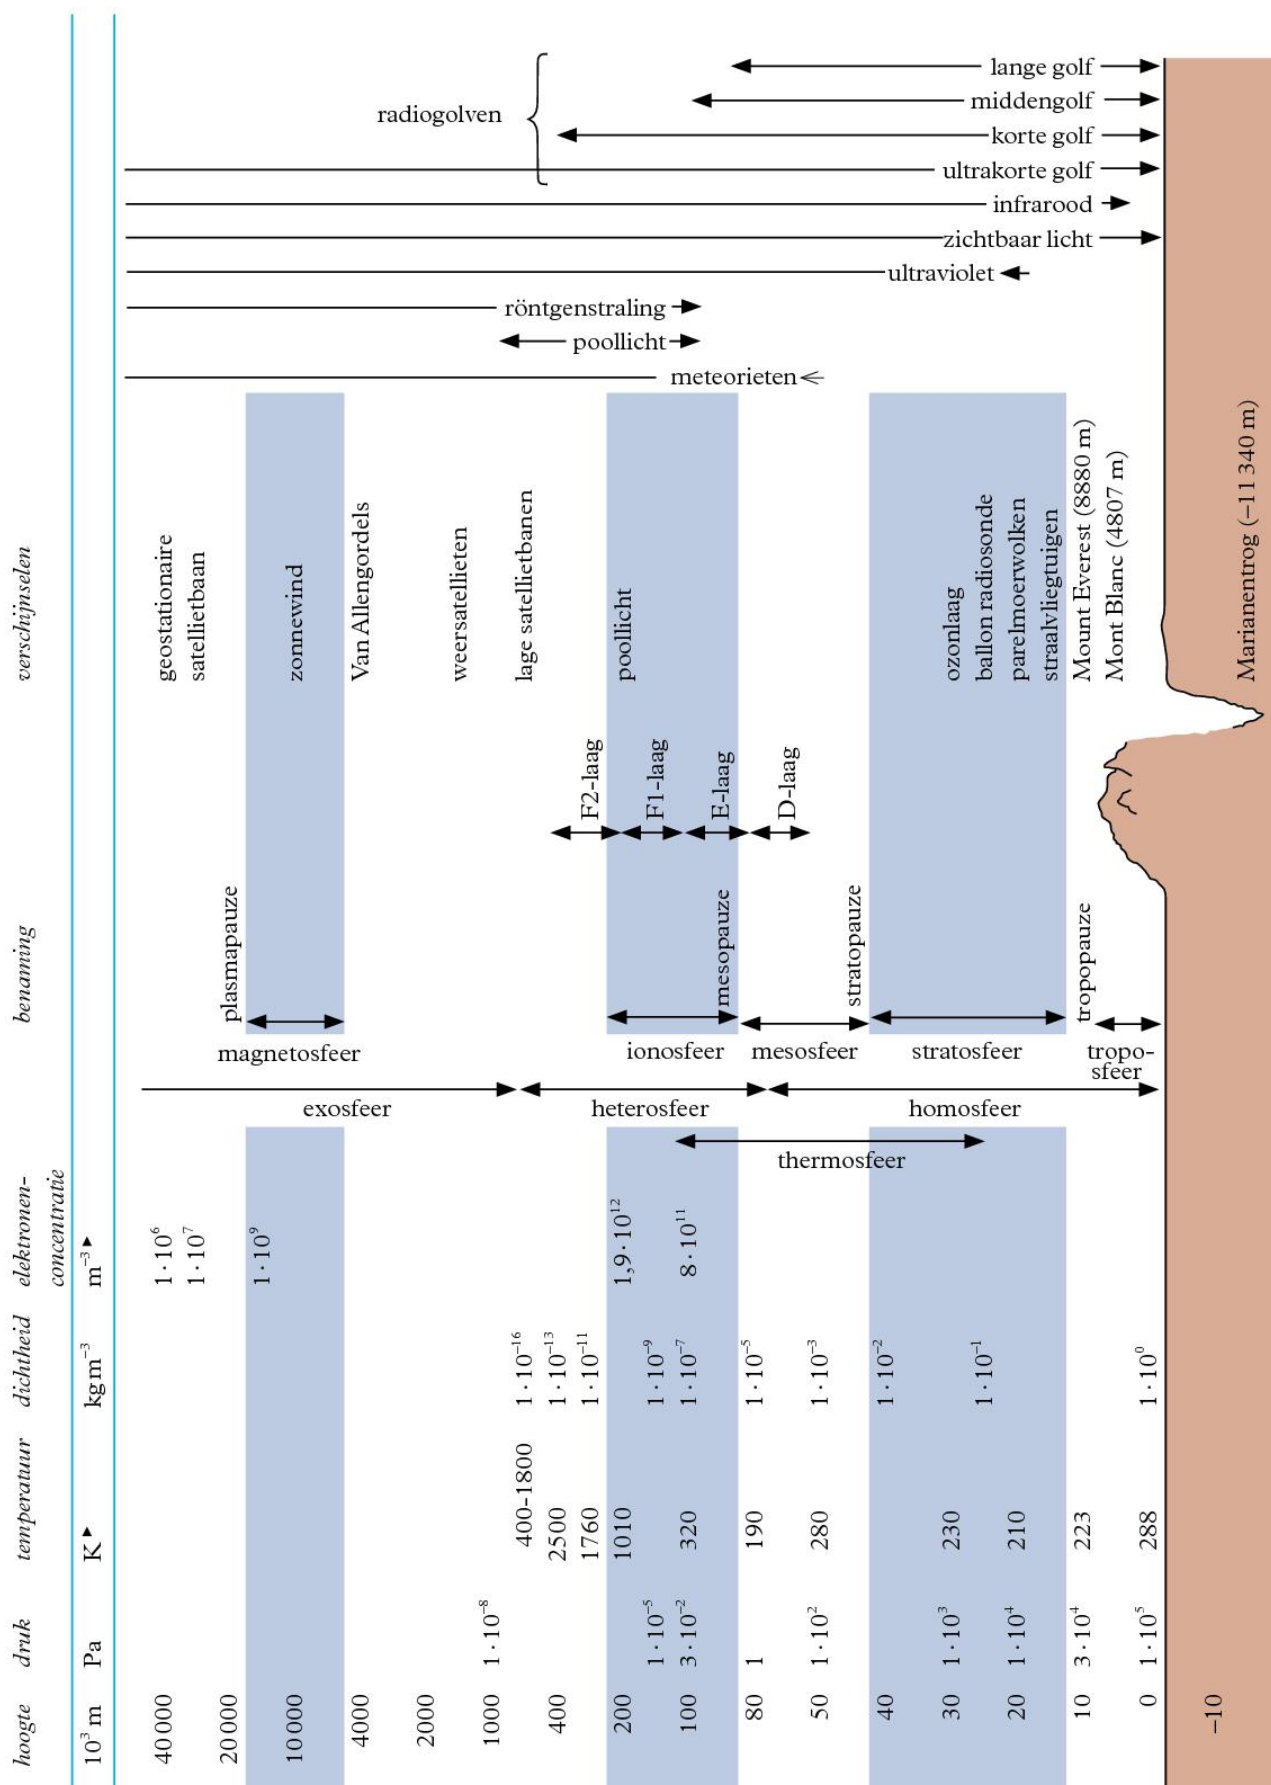 hoogte druk temperatuur dichtheid elektronen-
concentratie benaming verschijnselen
10³ m Pa K ▸ kg m⁻³ m⁻³ ▸
40 000 1 · 10⁶ geostationaire
1 · 10⁷ satellietbaan
20 000 plasmapauze
1 · 10⁹
10 000 zonnewind
4000 Van Allengordels
2000
weersatellieten
1000 1 · 10⁻⁸
400-1800 1 · 10⁻¹⁶ lage satellietbanen
400 2500 1 · 10⁻¹³
1760 1 · 10⁻¹¹ F2-laag
200 1010 1,9 · 10¹² poollicht
1 · 10⁻⁵ 1 · 10⁻⁹ F1-laag
100 3 · 10⁻² 320 1 · 10⁻⁷ 8 · 10¹¹
mesopauze E-laag
80 1 190 1 · 10⁻⁵
D-laag
50 1 · 10² 280 1 · 10⁻³
stratopauze
40 1 · 10⁻²
30 1 · 10³ 230 ozonlaag
1 · 10⁻¹ ballon radiosonde
20 1 · 10⁴ 210 parelmoerwolken
straalvliegtuigen
10 3 · 10⁴ 223 tropopauze Mount Everest (8880 m)
Mont Blanc (4807 m)
0 1 · 10⁵ 288 1 · 10⁰
–10 Marianentrog (–11 340 m)
radiogolven
lange golf
middengolf
korte golf
ultrakorte golf
infrarood
zichtbaar licht
ultraviolet
röntgenstraling
poollicht
meteorieten
magnetosfeer
ionosfeer
mesosfeer
stratosfeer
tropo-
sfeer
exosfeer
heterosfeer
homosfeer
thermosfeer